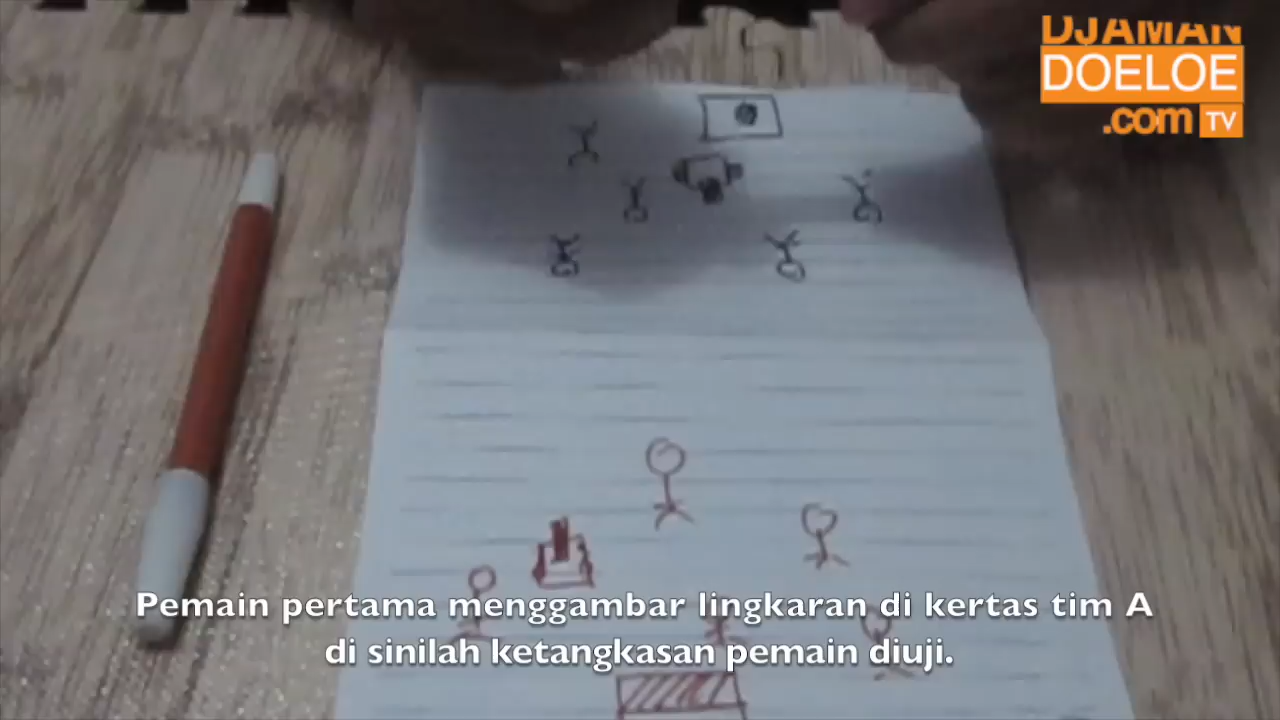 DJAMAN
DOELOE
.com TV
Pemain pertama menggambar lingkaran di kertas tim A
di sinilah ketangkasan pemain diuji.